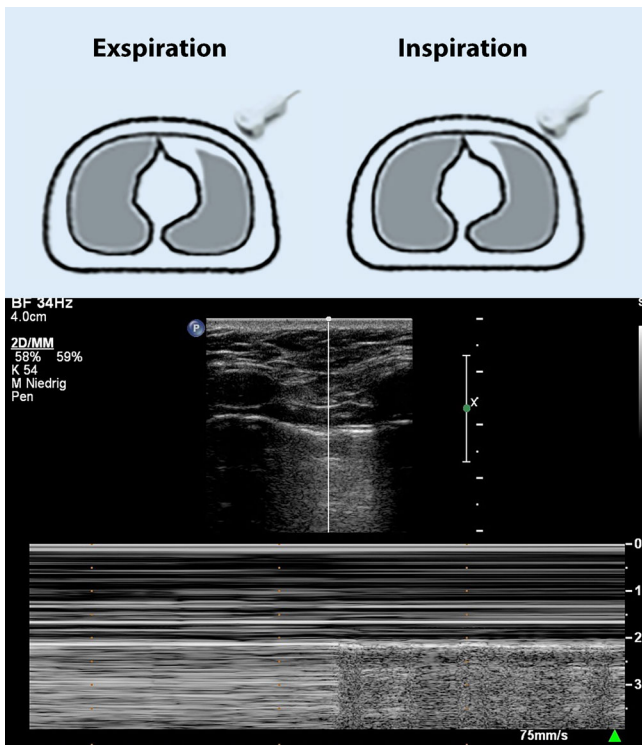 Exspiration Inspiration
BF 34Hz
4.0cm
2D/MM
58% 59%
K 54
M Niedrig
Pen
P
X
0
1
2
3
75mm/s